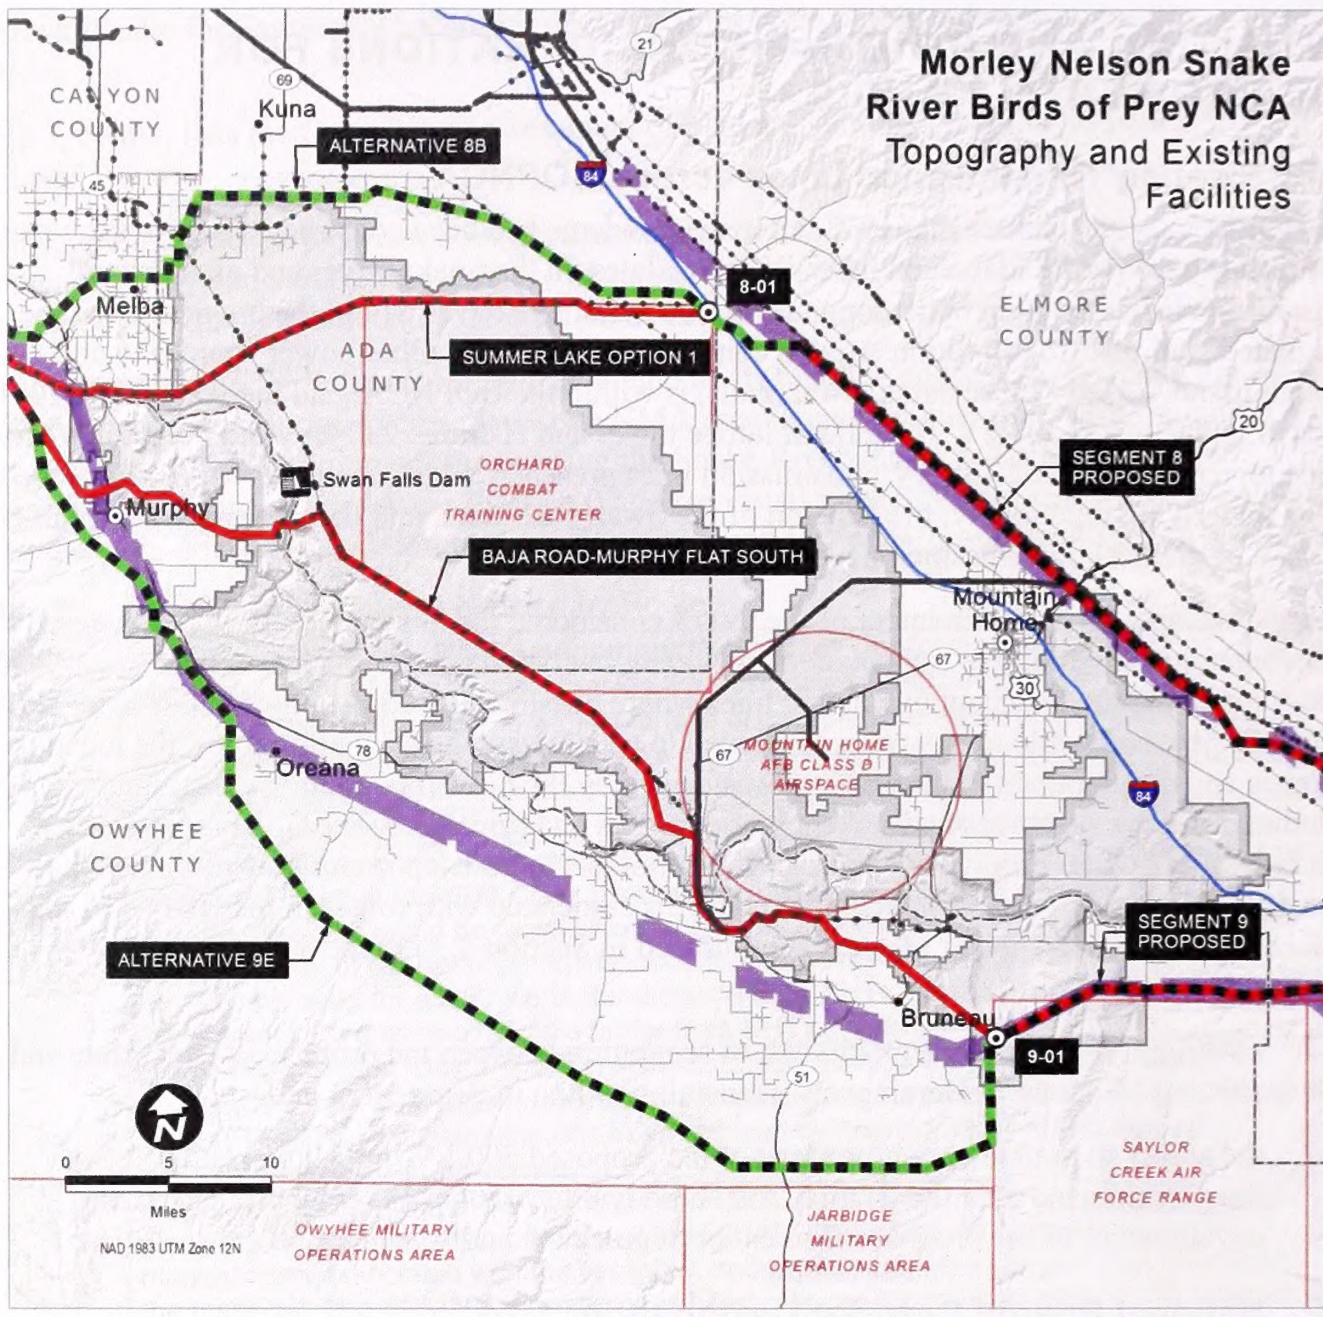 Morley Nelson Snake
River Birds of Prey NCA
Topography and Existing
Facilities
21
69
CANYON
COUNTY
Kuna
ALTERNATIVE 8B
84
45
8-01
Melba
ELMORE
COUNTY
ADA
COUNTY
SUMMER LAKE OPTION 1
20
SEGMENT 8
PROPOSED
ORCHARD
COMBAT
TRAINING CENTER
Swan Falls Dam
Murphy
BAJA ROAD-MURPHY FLAT SOUTH
Mountain
Home
67
30
78
67
MOUNTAIN HOME
AFB CLASS D
AIRSPACE
Oreana
84
OWYHEE
COUNTY
SEGMENT 9
PROPOSED
ALTERNATIVE 9E
Bruneau
9-01
51
N
0 5 10
Miles
NAD 1983 UTM Zone 12N
SAYLOR
CREEK AIR
FORCE RANGE
OWYHEE MILITARY
OPERATIONS AREA
JARBIDGE
MILITARY
OPERATIONS AREA